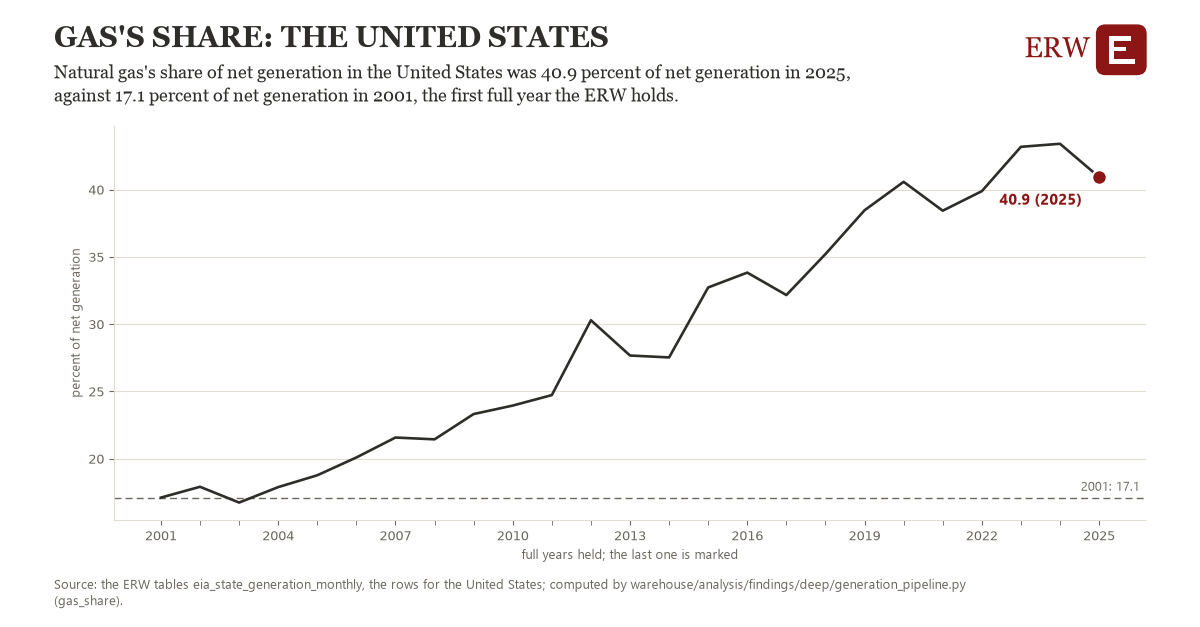 GAS'S SHARE: THE UNITED STATES
Natural gas's share of net generation in the United States was 40.9 percent of net generation in 2025,
against 17.1 percent of net generation in 2001, the first full year the ERW holds.
ERW E
percent of net generation
40
35
30
25
20
40.9 (2025)
2001: 17.1
2001 2004 2007 2010 2013 2016 2019 2022 2025
full years held; the last one is marked
Source: the ERW tables eia_state_generation_monthly, the rows for the United States; computed by warehouse/analysis/findings/deep/generation_pipeline.py
(gas_share).